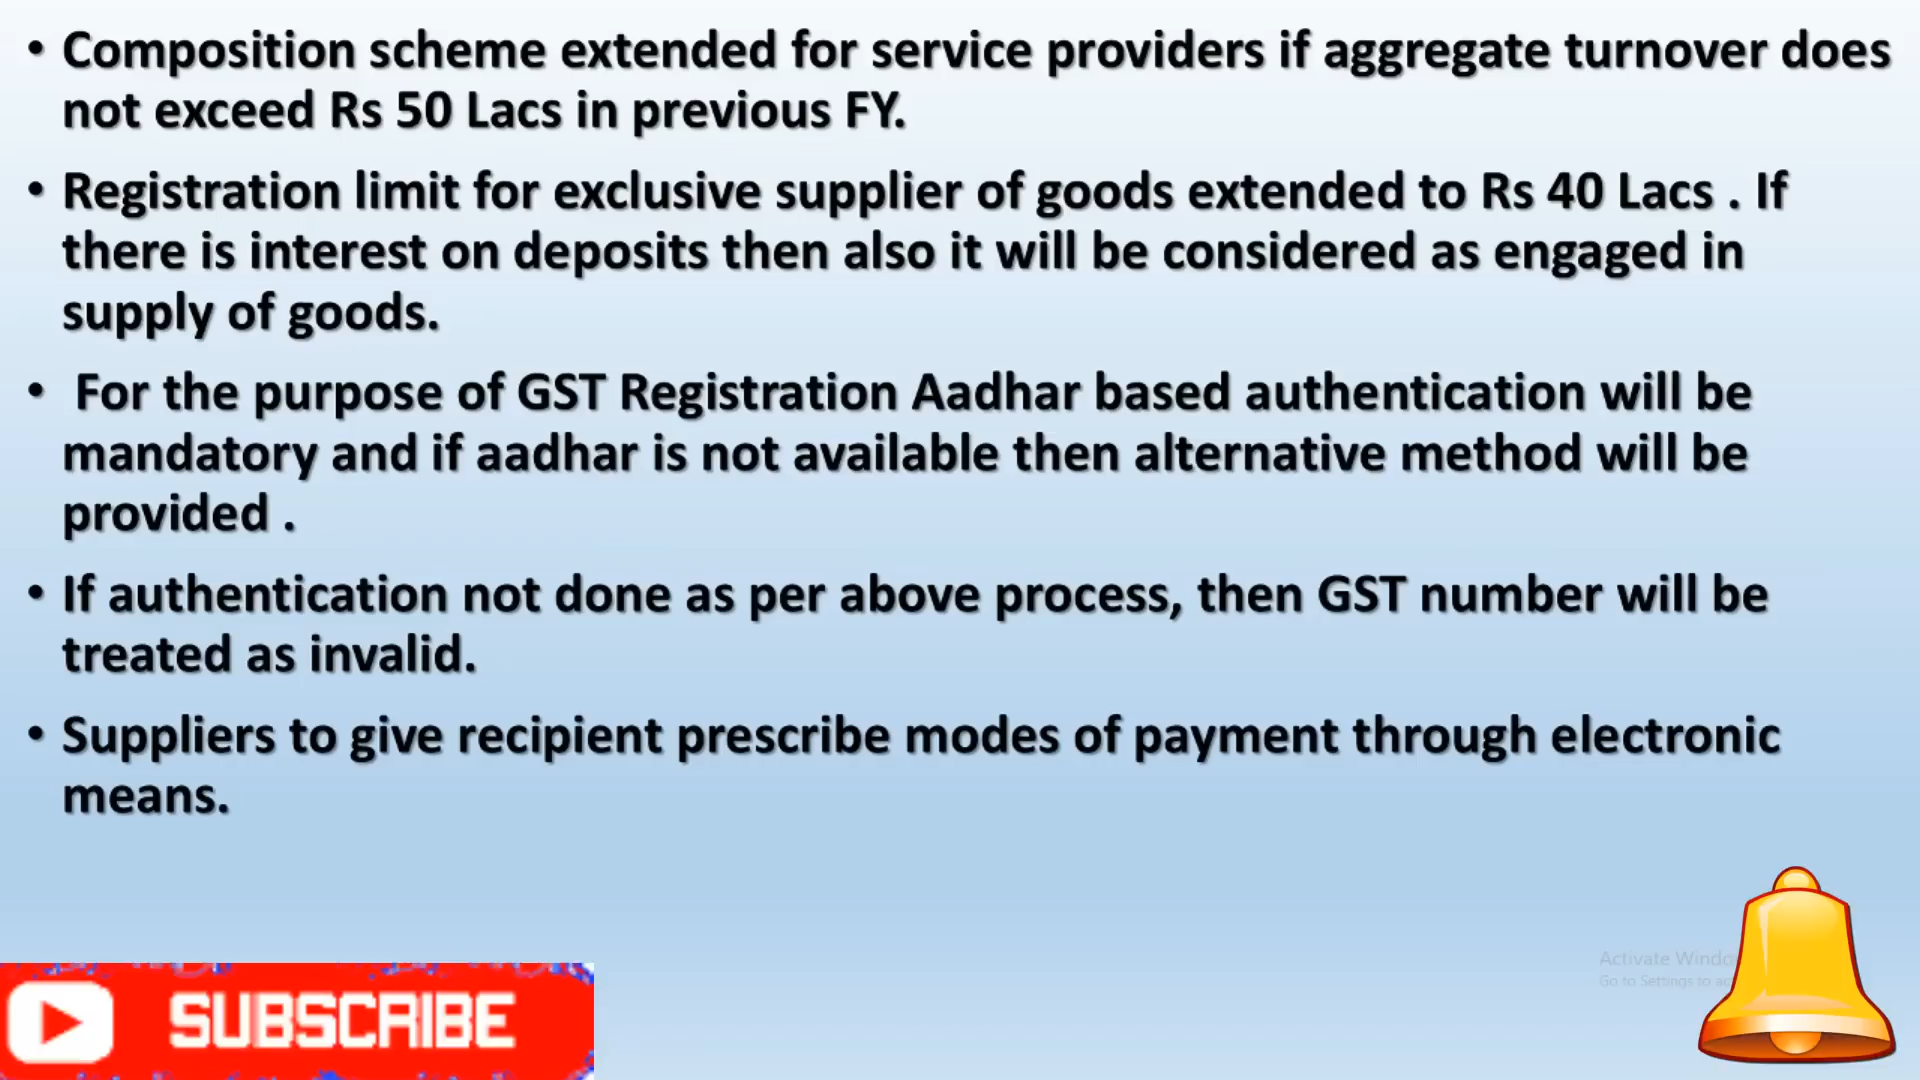 • Composition scheme extended for service providers if aggregate turnover does
not exceed Rs 50 Lacs in previous FY.
• Registration limit for exclusive supplier of goods extended to Rs 40 Lacs . If
there is interest on deposits then also it will be considered as engaged in
supply of goods.
• For the purpose of GST Registration Aadhar based authentication will be
mandatory and if aadhar is not available then alternative method will be
provided .
• If authentication not done as per above process, then GST number will be
treated as invalid.
• Suppliers to give recipient prescribe modes of payment through electronic
means.
Activate
Go to Settings to
SUBSCRIBE